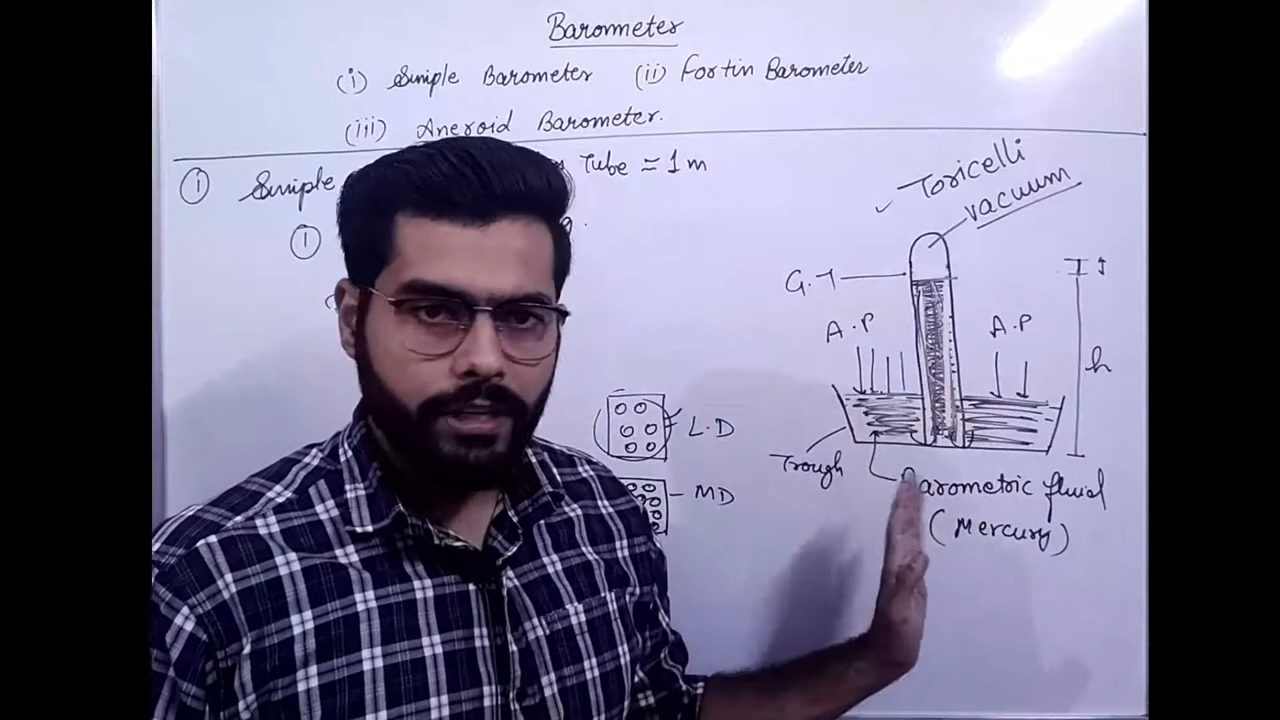 Barometer
(i) Simple Barometer (ii) Fortin Barometer
(iii) Aneroid Barometer.
① Simple Tube = 1m
①
Toricelli
vacuum
G.T
A.P
A.P
h
L.D
Trough
MD
Barometric fluid
(Mercury)